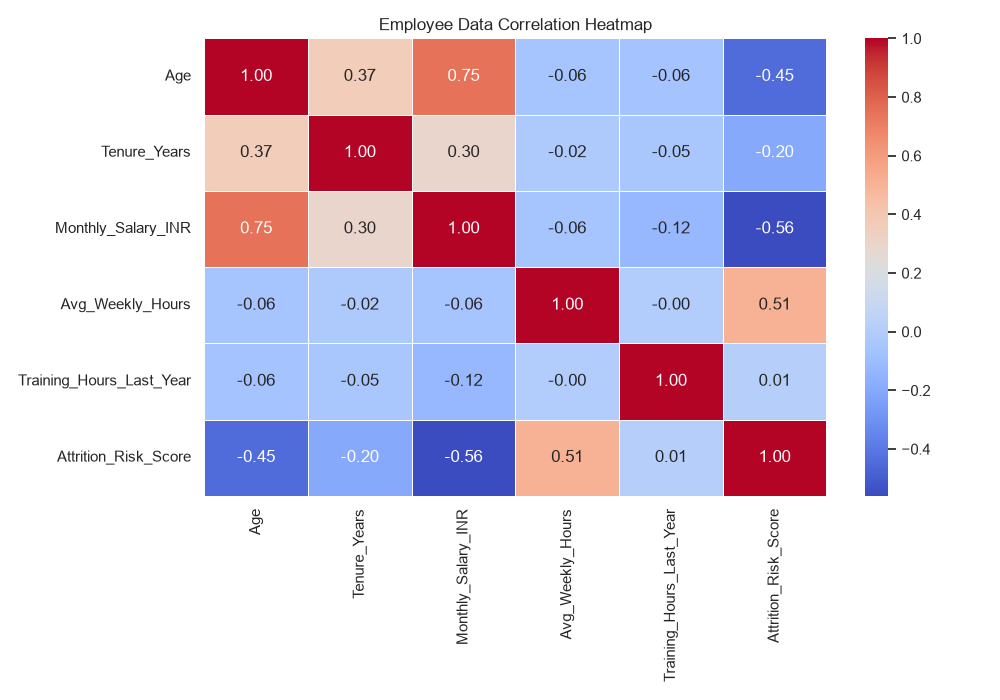 Employee Data Correlation Heatmap
Age 1.00 0.37 0.75 -0.06 -0.06 -0.45
Tenure_Years 0.37 1.00 0.30 -0.02 -0.05 -0.20
Monthly_Salary_INR 0.75 0.30 1.00 -0.06 -0.12 -0.56
Avg_Weekly_Hours -0.06 -0.02 -0.06 1.00 -0.00 0.51
Training_Hours_Last_Year -0.06 -0.05 -0.12 -0.00 1.00 0.01
Attrition_Risk_Score -0.45 -0.20 -0.56 0.51 0.01 1.00
Age
Tenure_Years
Monthly_Salary_INR
Avg_Weekly_Hours
Training_Hours_Last_Year
Attrition_Risk_Score
1.0
0.8
0.6
0.4
0.2
0.0
−0.2
−0.4